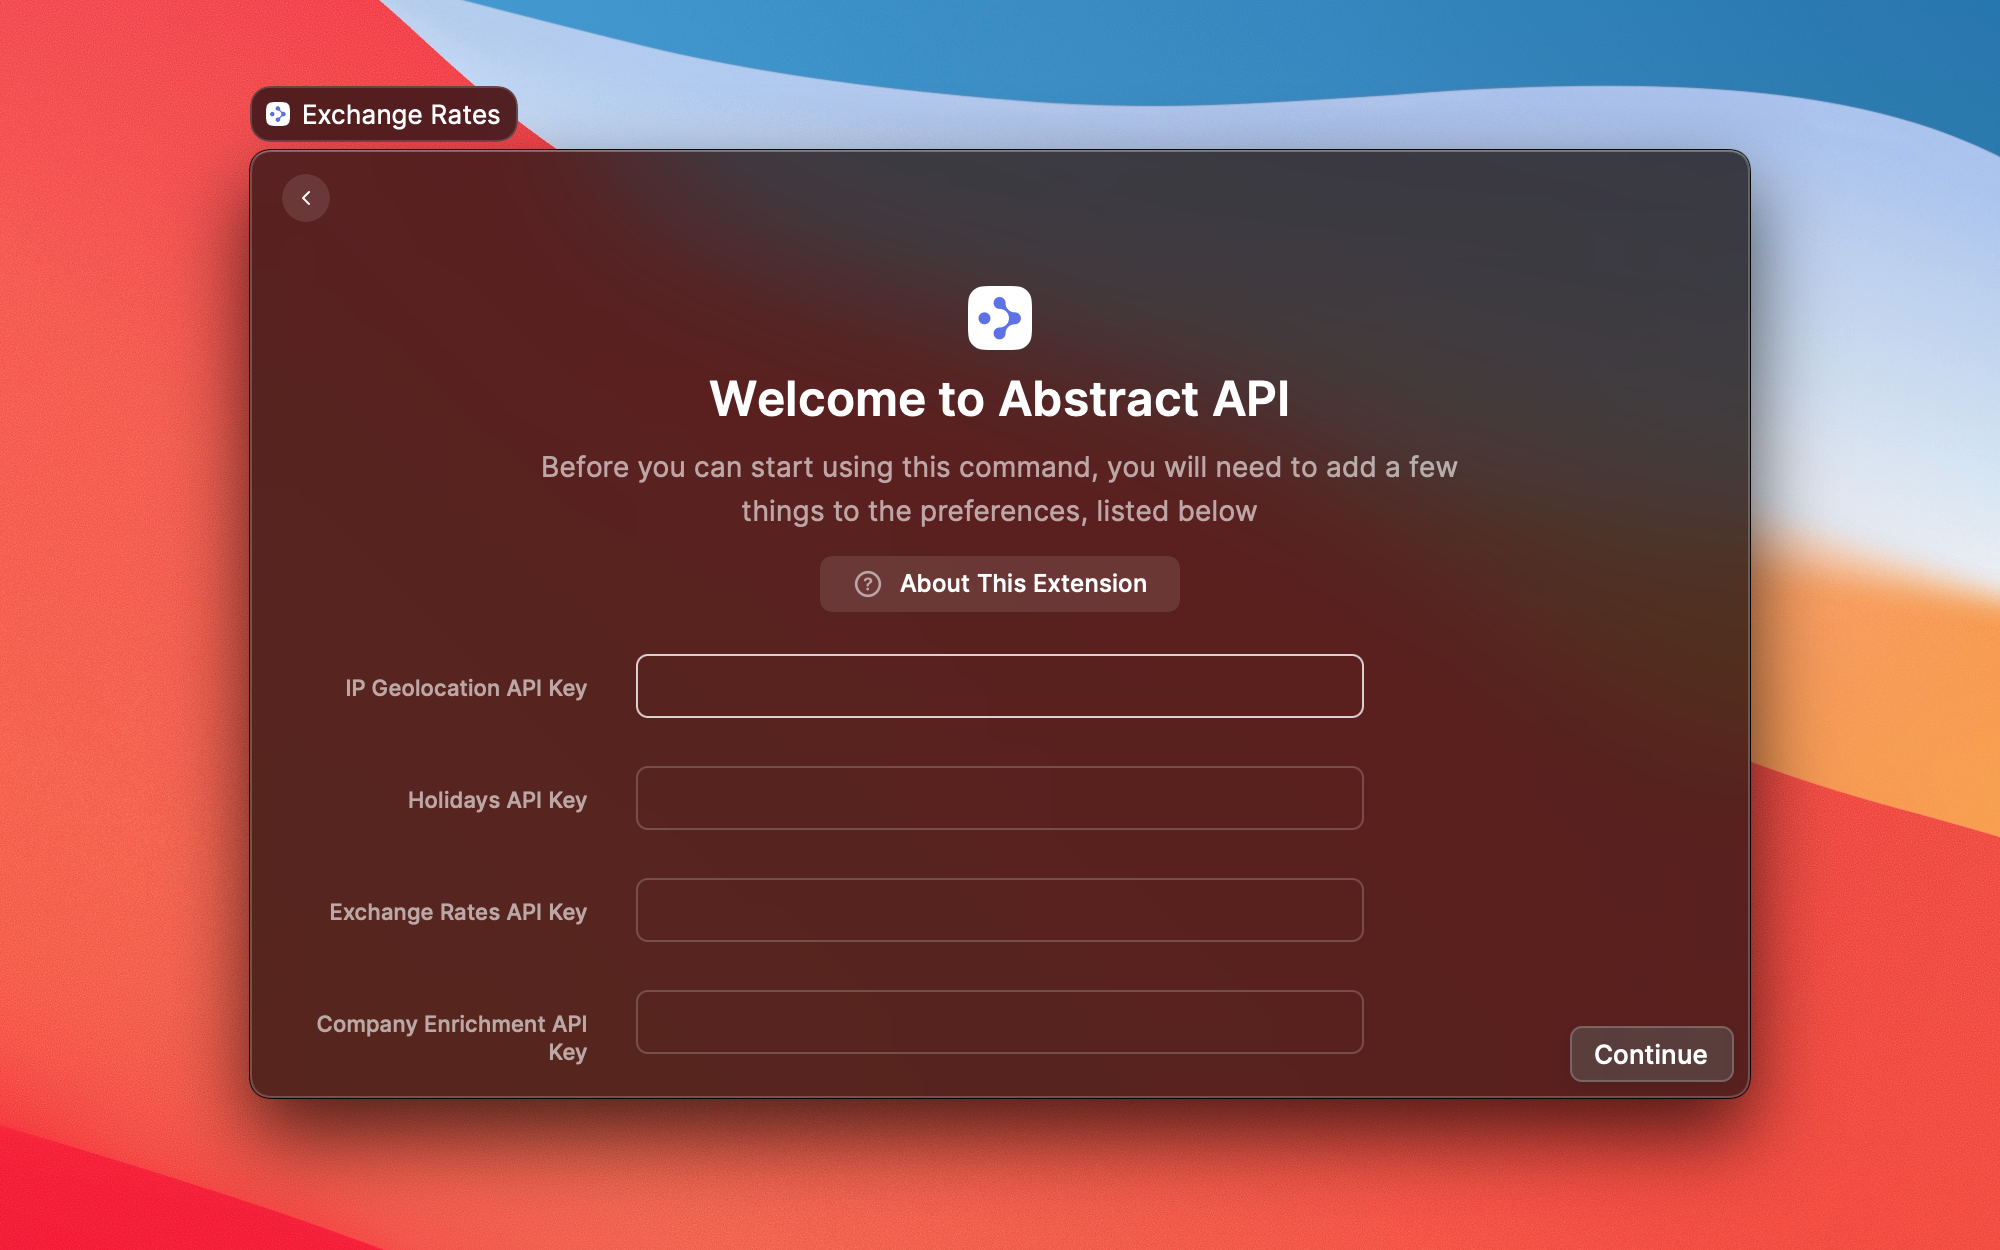 Exchange Rates
Welcome to Abstract API
Before you can start using this command, you will need to add a few
things to the preferences, listed below
About This Extension
IP Geolocation API Key
Holidays API Key
Exchange Rates API Key
Company Enrichment API
Key
Continue